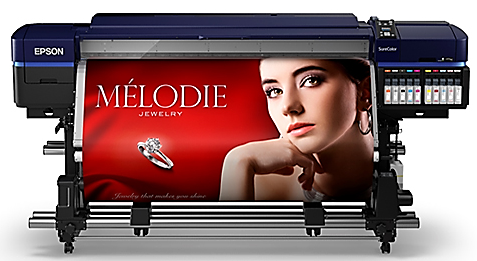 EPSON
SureColor
MÉLODIE
JEWELRY
Jewelry that makes you shine